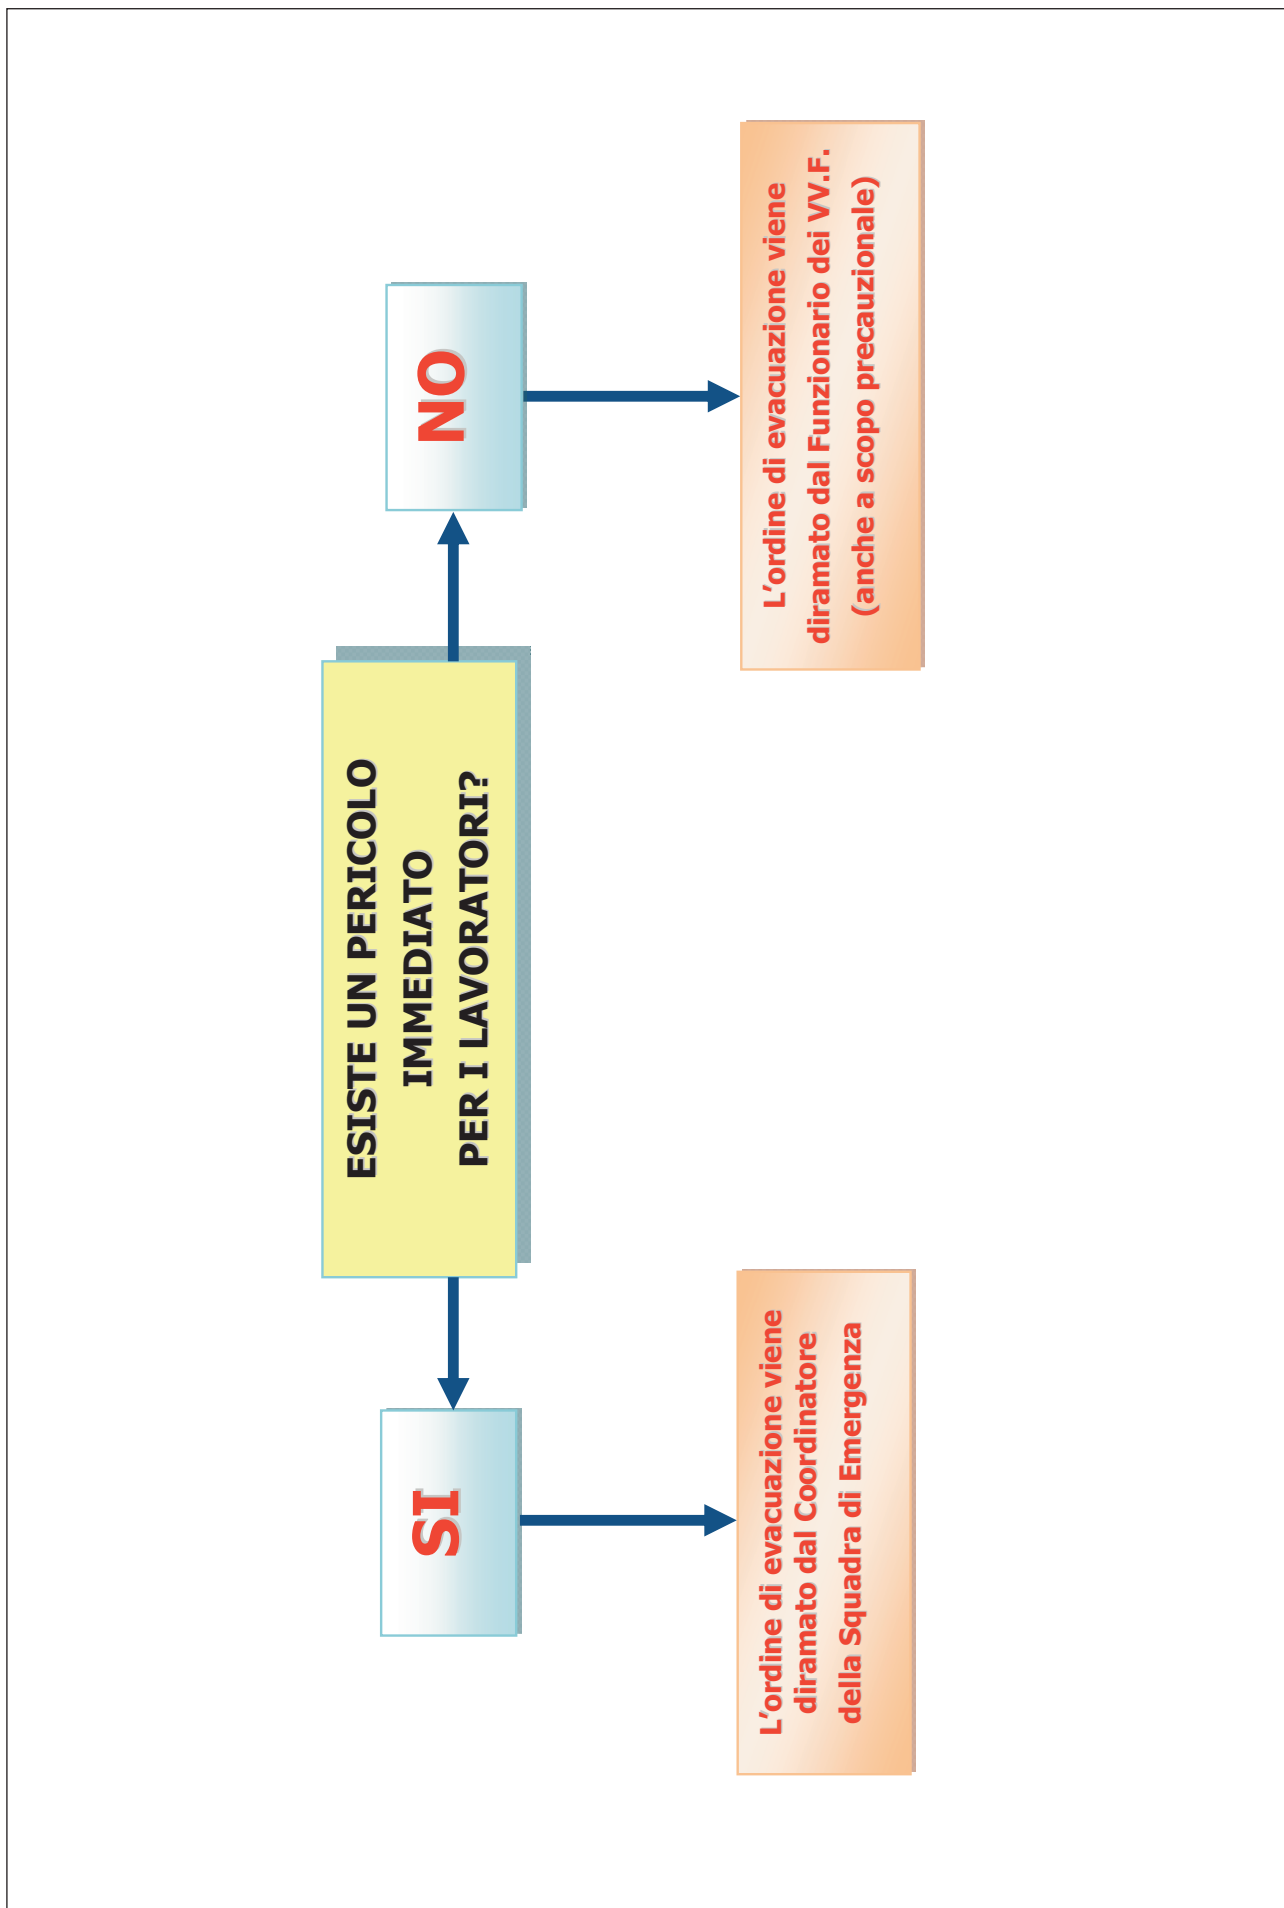 ESISTE UN PERICOLO
IMMEDIATO
PER I LAVORATORI?
SI
NO
L’ordine di evacuazione viene
diramato dal Coordinatore
della Squadra di Emergenza
L’ordine di evacuazione viene
diramato dal Funzionario dei VV.F.
(anche a scopo precauzionale)